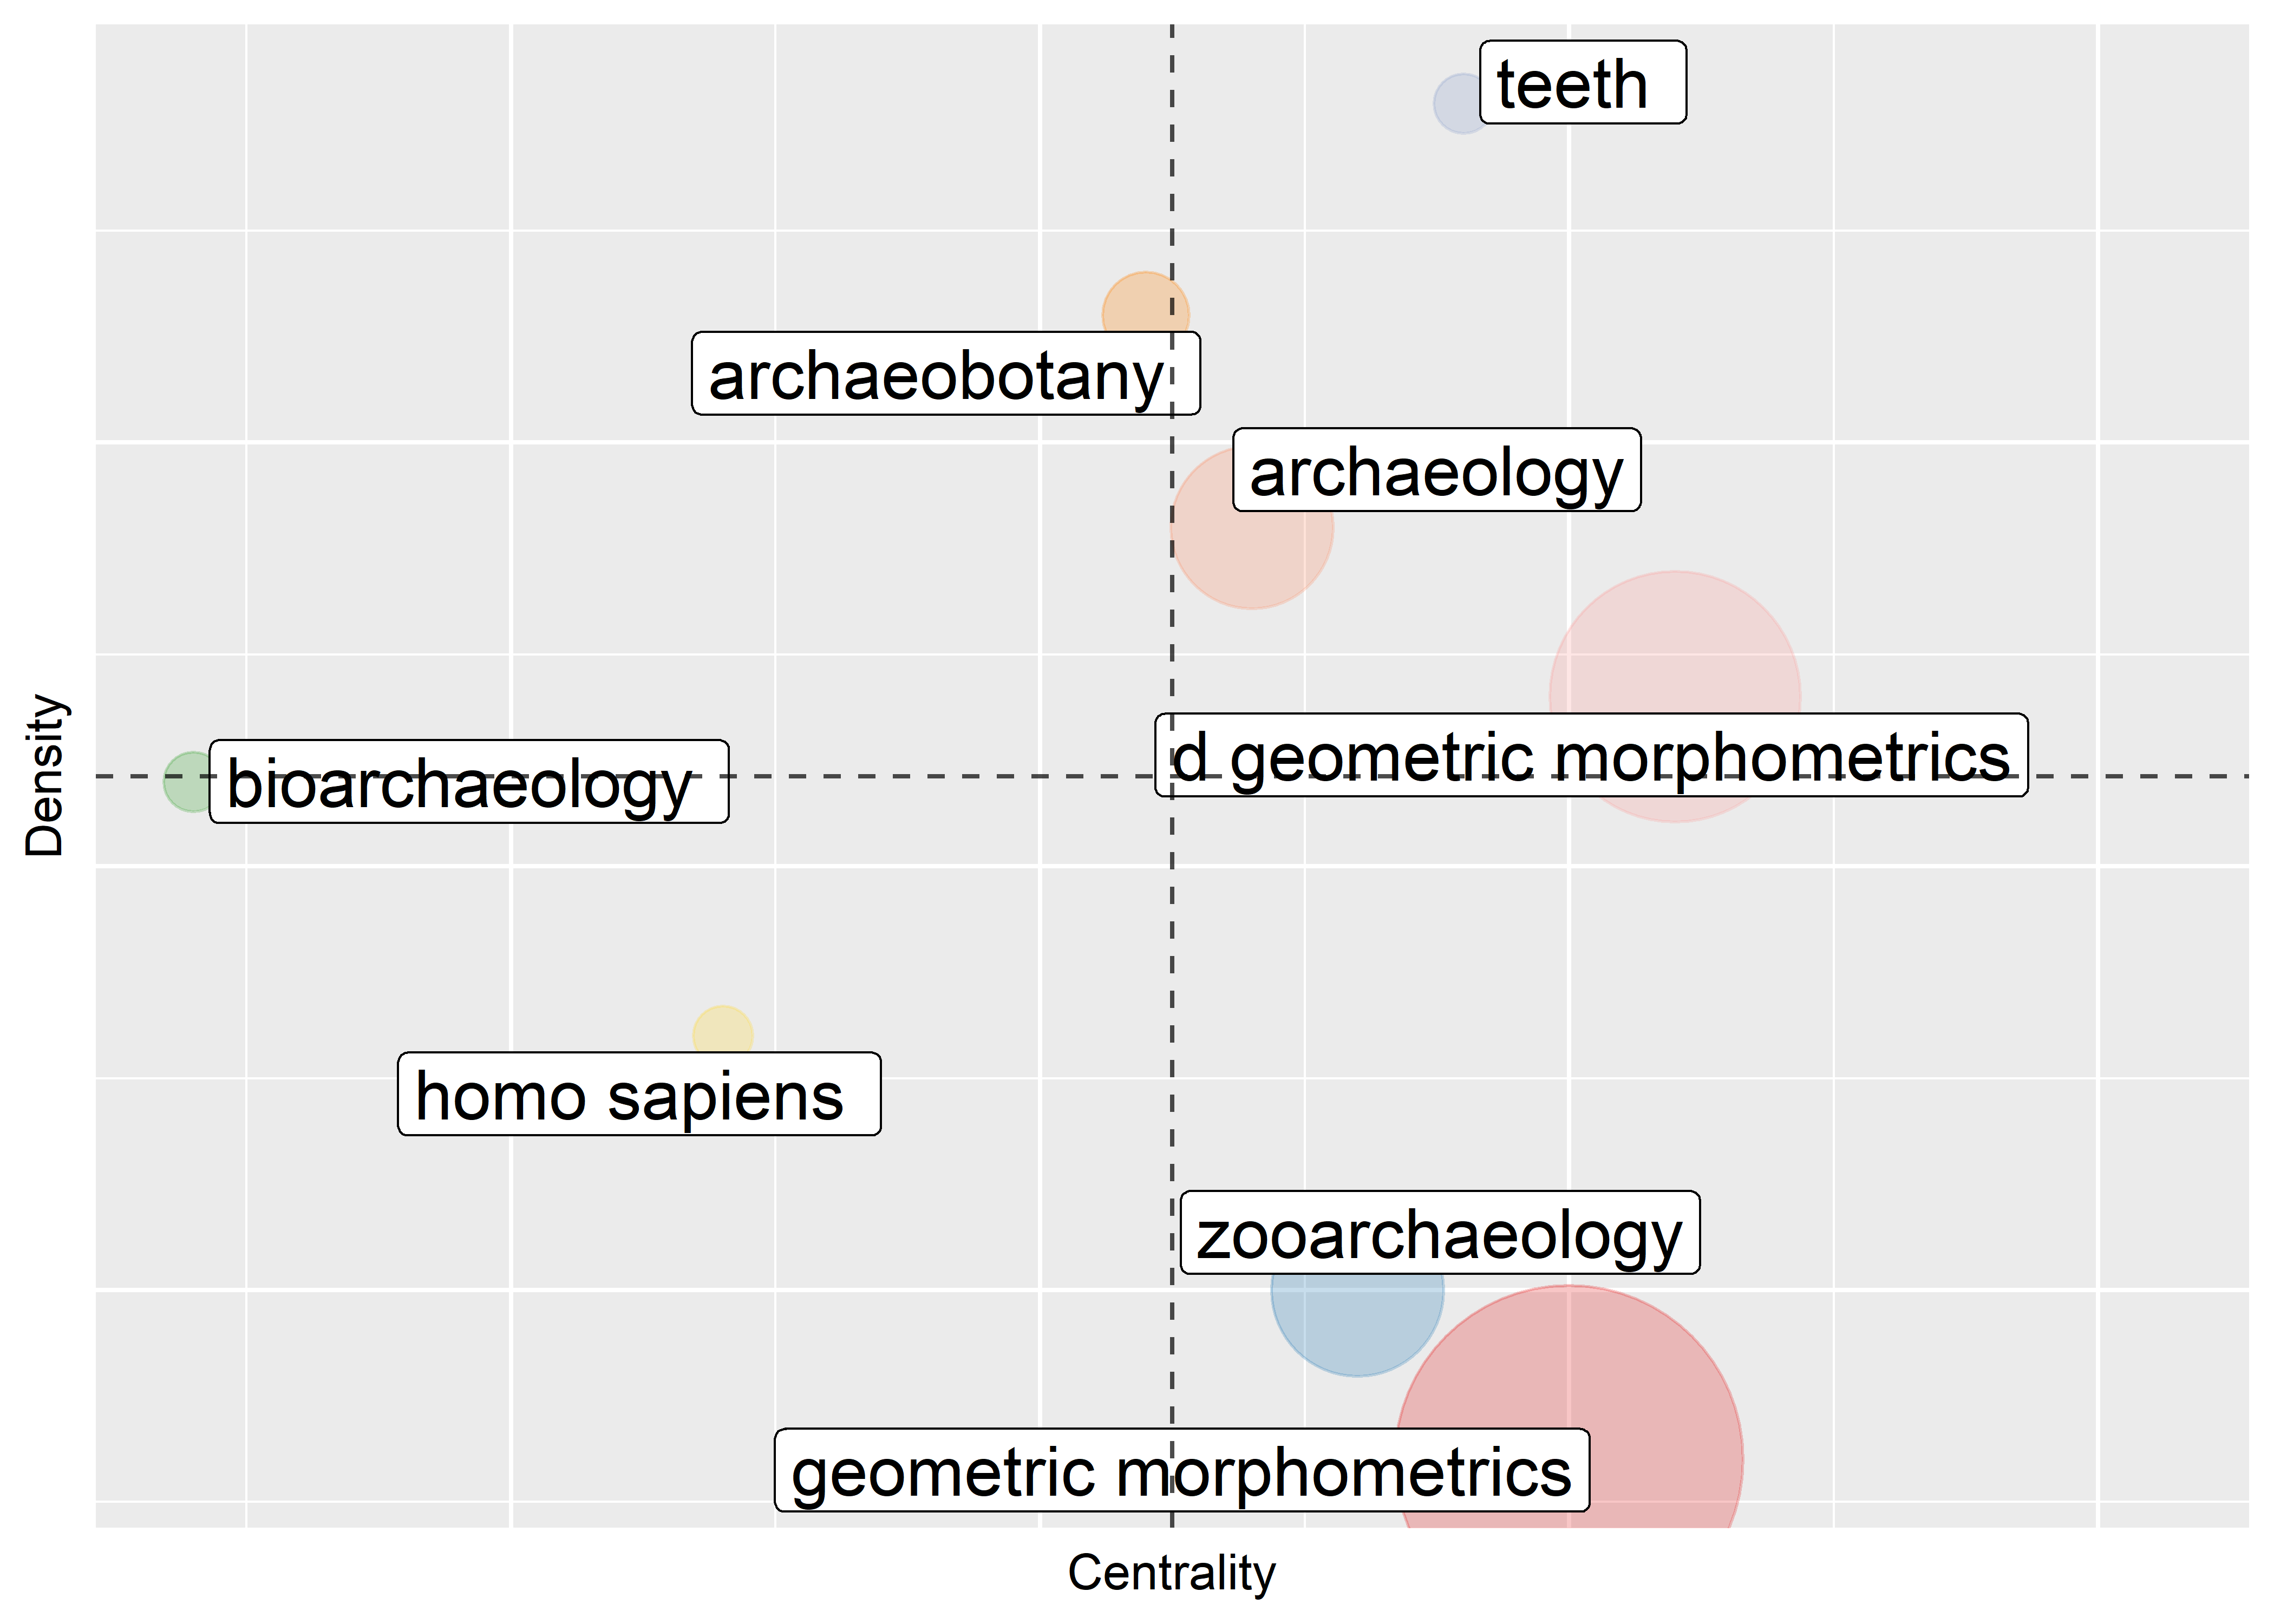 teeth
archaeobotany
archaeology
d geometric morphometrics
bioarchaeology
homo sapiens
zooarchaeology
geometric morphometrics
Density
Centrality